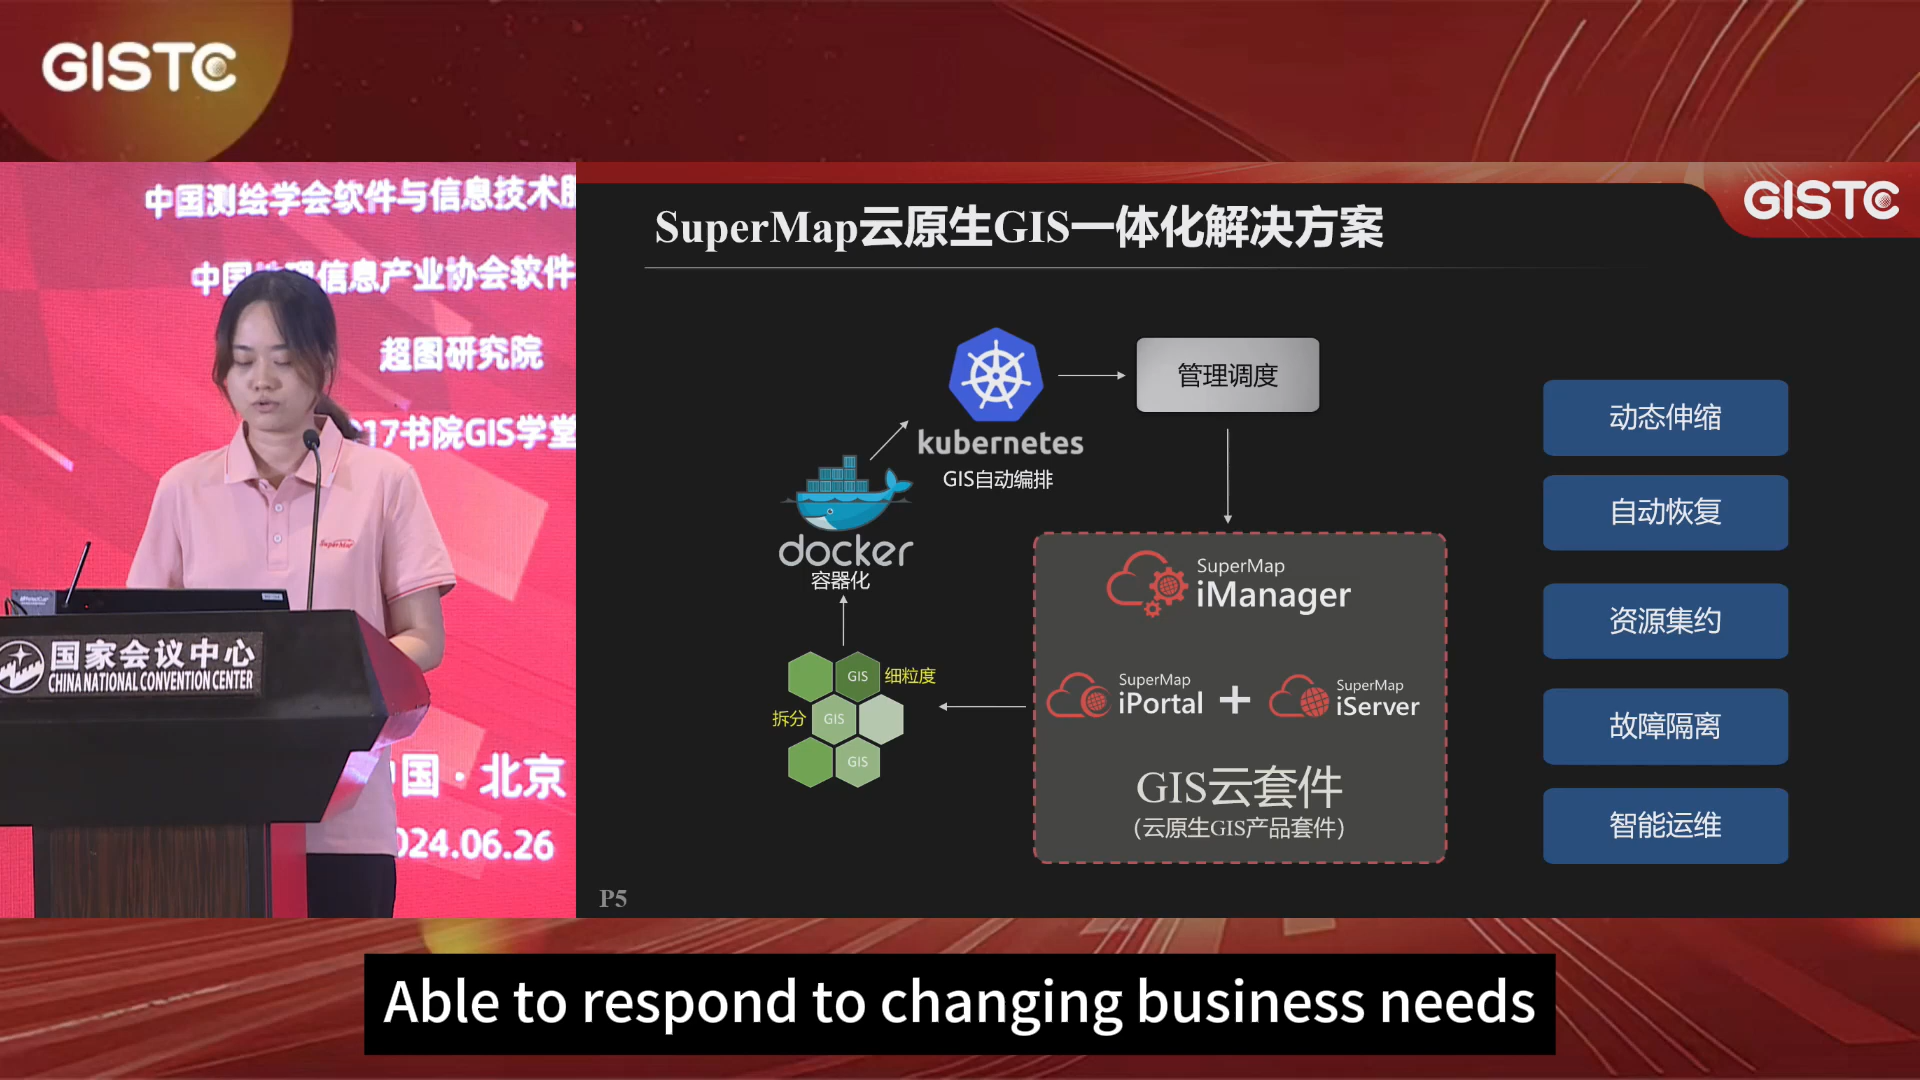 GISTC
中国测绘学会软件与信息技术
中国地理信息产业协会软件
超图研究院
17书院GIS学堂
SuperMap
国家会议中心
CHINA NATIONAL CONVENTION CENTER
国·北京
024.06.26
GISTC
SuperMap云原生GIS一体化解决方案
kubernetes
GIS自动编排
管理调度
docker
容器化
GIS
细粒度
拆分
GIS
GIS
SuperMap
iManager
SuperMap
iPortal
+
SuperMap
iServer
GIS云套件
(云原生GIS产品套件)
动态伸缩
自动恢复
资源集约
故障隔离
智能运维
P5
Able to respond to changing business needs